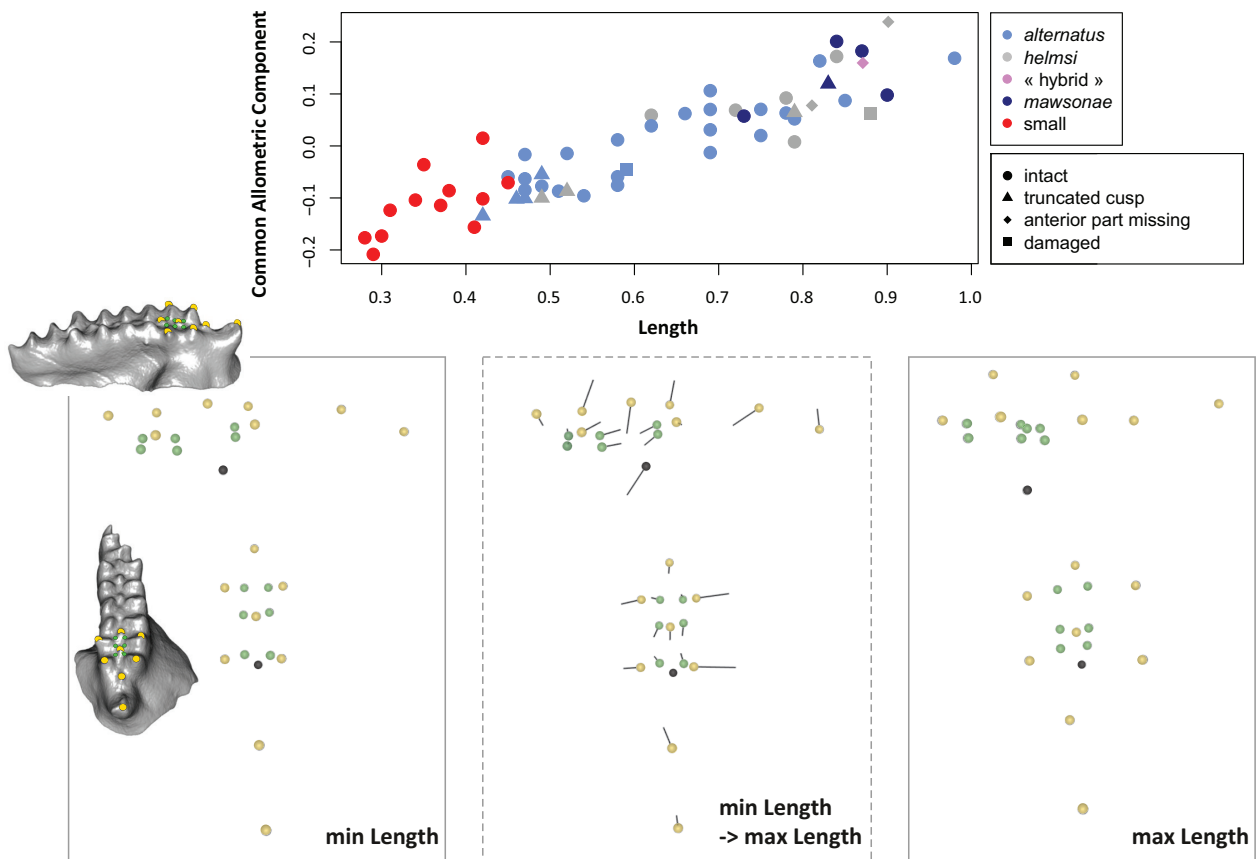 Common Allometric Component
0.2
0.1
0.0
−0.1
−0.2
0.3 0.4 0.5 0.6 0.7 0.8 0.9 1.0
Length
alternatus
helmsi
« hybrid »
mawsonae
small
intact
truncated cusp
anterior part missing
damaged
min Length
min Length
-> max Length
max Length